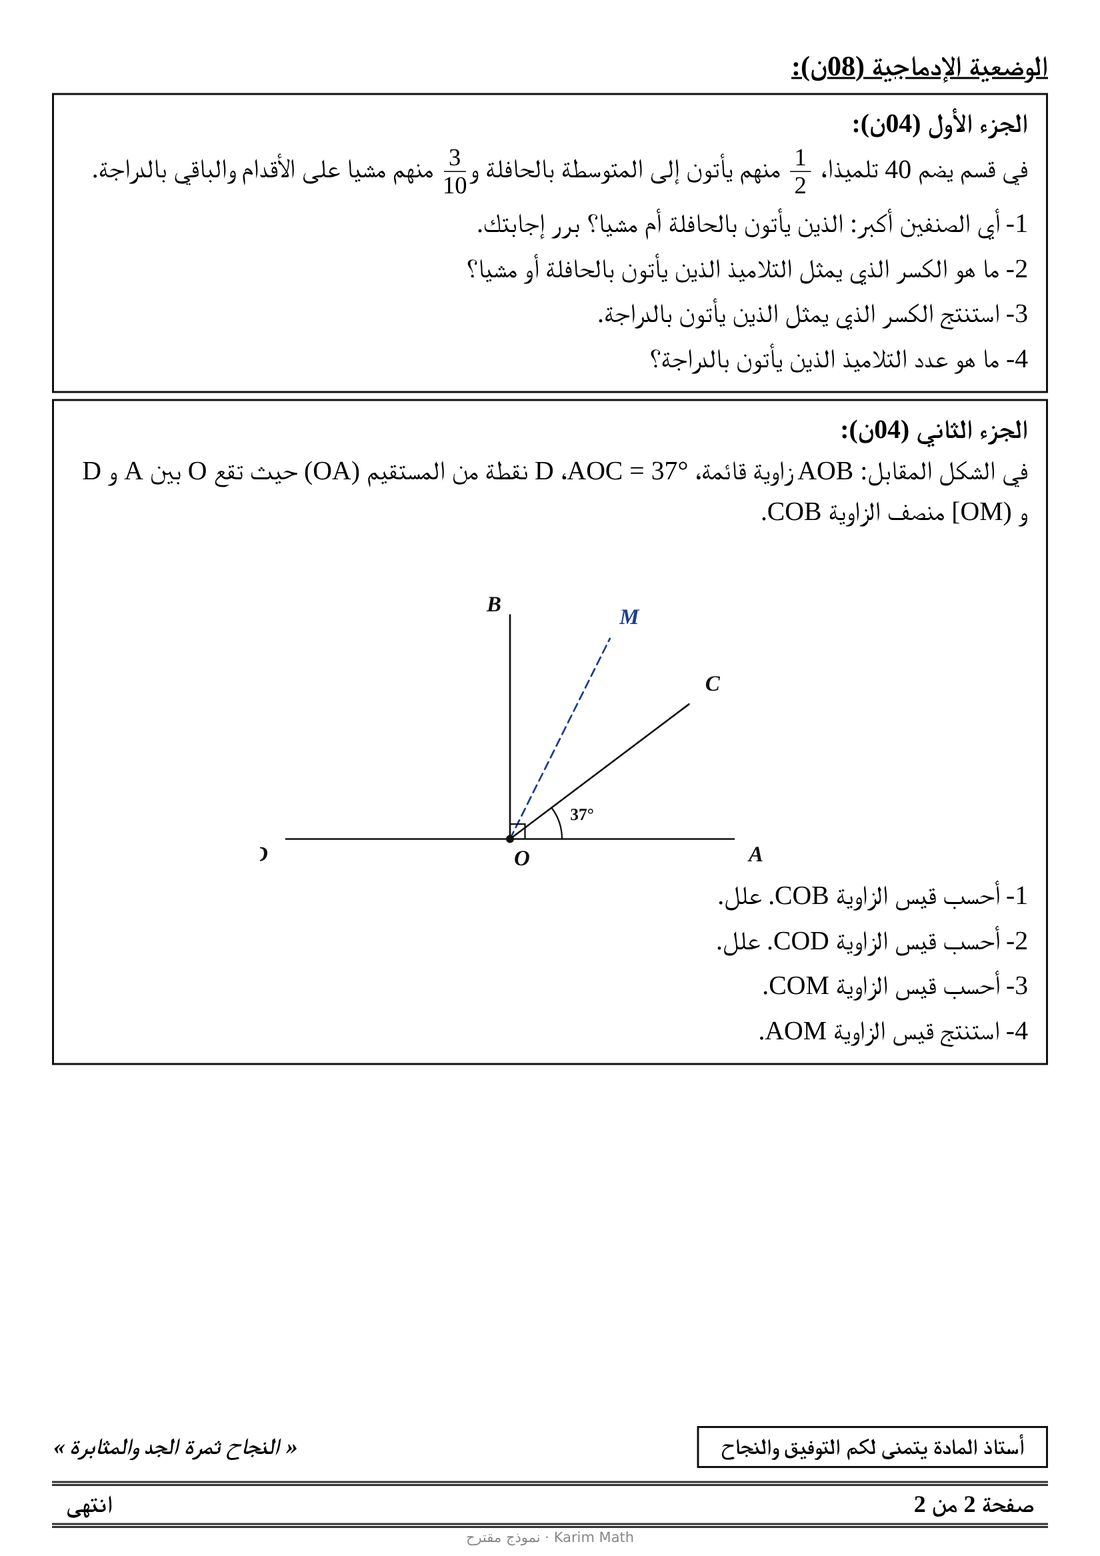 الوضعية الإدماجية (08ن):
الجزء الأول (04ن):
في قسم يضم 40 تلميذا، 1/2 منهم يأتون إلى المتوسطة بالحافلة و 3/10 منهم مشيا على الأقدام والباقي بالدراجة.
1- أي الصنفين أكبر: الذين يأتون بالحافلة أم مشيا؟ برر إجابتك.
2- ما هو الكسر الذي يمثل التلاميذ الذين يأتون بالحافلة أو مشيا؟
3- استنتج الكسر الذي يمثل الذين يأتون بالدراجة.
4- ما هو عدد التلاميذ الذين يأتون بالدراجة؟
الجزء الثاني (04ن):
في الشكل المقابل: AOB زاوية قائمة، AOC = 37°، D نقطة من المستقيم (OA) حيث تقع O بين A و D
و [OM) منصف الزاوية COB.
B
M
C
37°
O
A
1- أحسب قيس الزاوية COB. علل.
2- أحسب قيس الزاوية COD. علل.
3- أحسب قيس الزاوية COM.
4- استنتج قيس الزاوية AOM.
أستاذ المادة يتمنى لكم التوفيق والنجاح
« النجاح ثمرة الجد والمثابرة »
صفحة 2 من 2
انتهى
نموذج مقترح · Karim Math